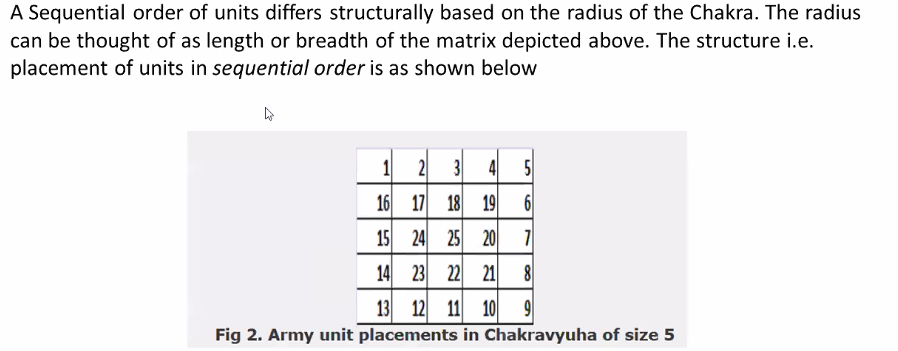 A Sequential order of units differs structurally based on the radius of the Chakra. The radius
can be thought of as length or breadth of the matrix depicted above. The structure i.e.
placement of units in sequential order is as shown below
1 2 3 4 5
16 17 18 19 6
15 24 25 20 7
14 23 22 21 8
13 12 11 10 9
Fig 2. Army unit placements in Chakravyuha of size 5